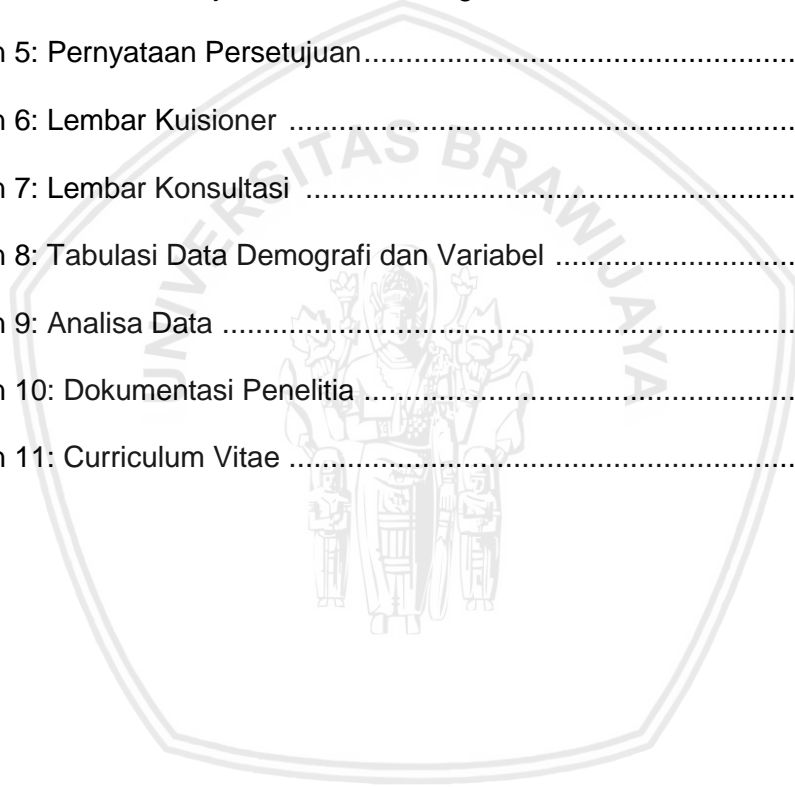 n 5: Pernyataan Persetujuan........................................................
n 6: Lembar Kuisioner ................................................................
n 7: Lembar Konsultasi ..............................................................
n 8: Tabulasi Data Demografi dan Variabel .............................
n 9: Analisa Data ........................................................................
n 10: Dokumentasi Penelitia .......................................................
n 11: Curriculum Vitae ................................................................
UNIVERSITAS BRAWIJAYA